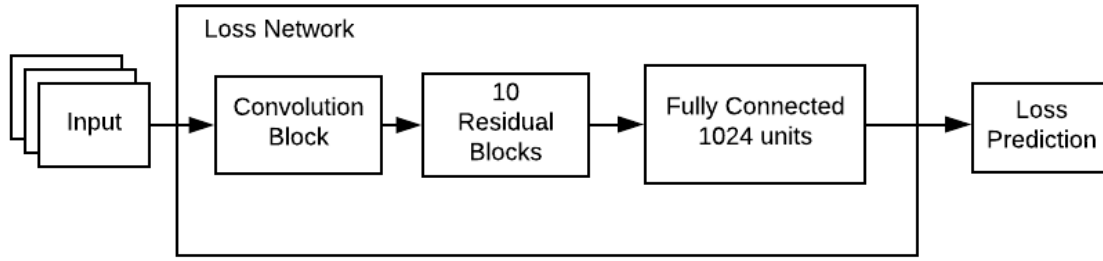 Loss Network
Input
Convolution
Block
10
Residual
Blocks
Fully Connected
1024 units
Loss
Prediction